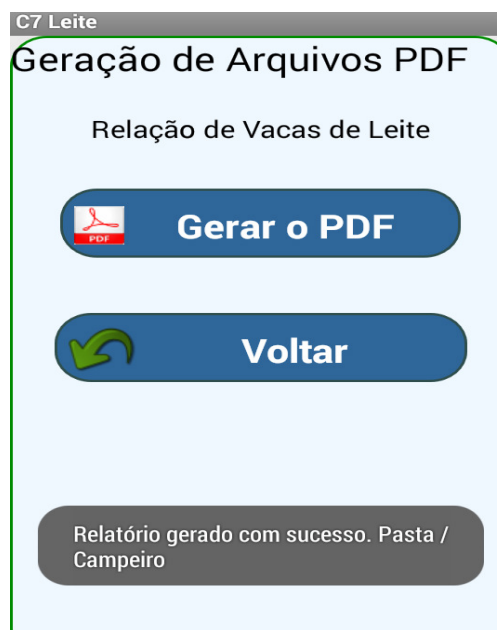 C7 Leite
Geração de Arquivos PDF
Relação de Vacas de Leite
PDF
Gerar o PDF
Voltar
Relatório gerado com sucesso. Pasta /
Campeiro